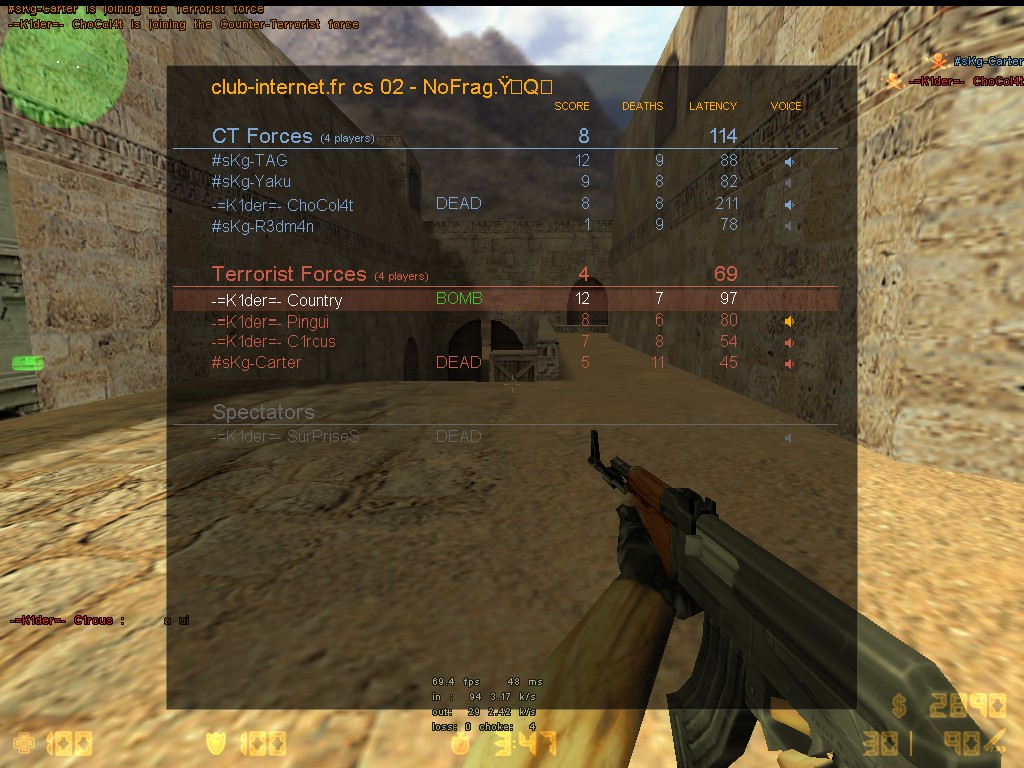 #sKg-Carter is joining the Terrorist force
-=K1der=- ChoCol4t is joining the Counter-Terrorist force
#sKg-Carter
-=K1der=- ChoCol4t
club-internet.fr cs 02 - NoFrag.Ÿ□Q□
SCORE DEATHS LATENCY VOICE
CT Forces (4 players) 8 114
#sKg-TAG 12 9 88
#sKg-Yaku 9 8 82
-=K1der=- ChoCol4t DEAD 8 8 211
#sKg-R3dm4n 1 9 78
Terrorist Forces (4 players) 4 69
-=K1der=- Country BOMB 12 7 97
-=K1der=- Pingui 8 6 80
-=K1der=- C1rcus 7 8 54
#sKg-Carter DEAD 5 11 45
Spectators
-=K1der=- SurPriseS DEAD
-=K1der=- C1rcus : a ui
69.4 fps 48 ms
in : 94 3.17 k/s
out: 29 2.42 k/s
loss: 0 choke: 4
$ 2890
100 100 3:47 30 | 90